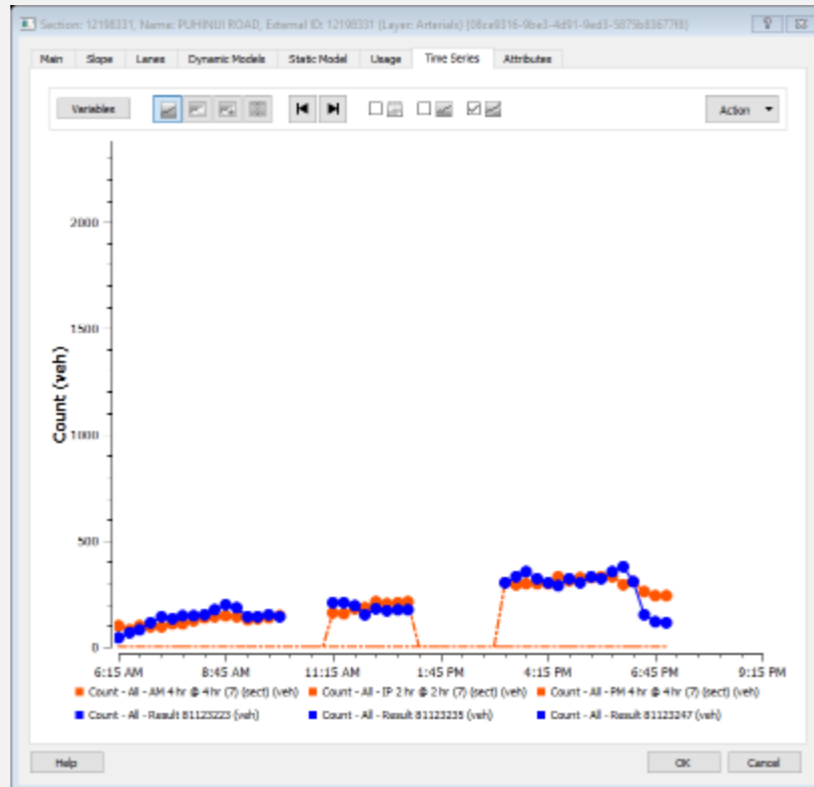 Section: 12198331, Name: PUHINUI ROAD, External ID: 12198331 (Layer: Arterials) {08ce9316-9be3-4d91-9ed3-5875b83677f8}
Main Slope Lanes Dynamic Models Static Model Usage Time Series Attributes
Variables Action
Count (veh)
2000
1500
1000
500
0
6:15 AM 8:45 AM 11:15 AM 1:45 PM 4:15 PM 6:45 PM 9:15 PM
Count - All - AM 4 hr @ 4 hr (7) (sect) (veh) Count - All - IP 2 hr @ 2 hr (7) (sect) (veh) Count - All - PM 4 hr @ 4 hr (7) (sect) (veh)
Count - All - Result 81123223 (veh) Count - All - Result 81123235 (veh) Count - All - Result 81123247 (veh)
Help OK Cancel